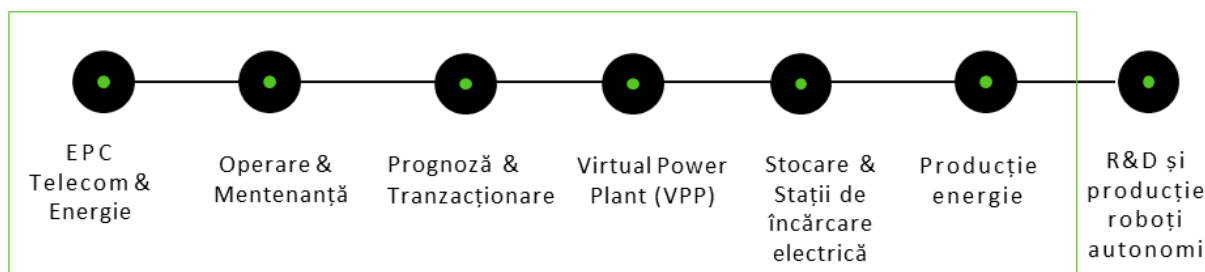 EPC
Telecom &
Energie
Operare &
Mentenanță
Prognoză &
Tranzacționare
Virtual Power
Plant (VPP)
Stocare &
Stații de
încărcare
electrică
Producție
energie
R&D și
producție
roboți
autonomi